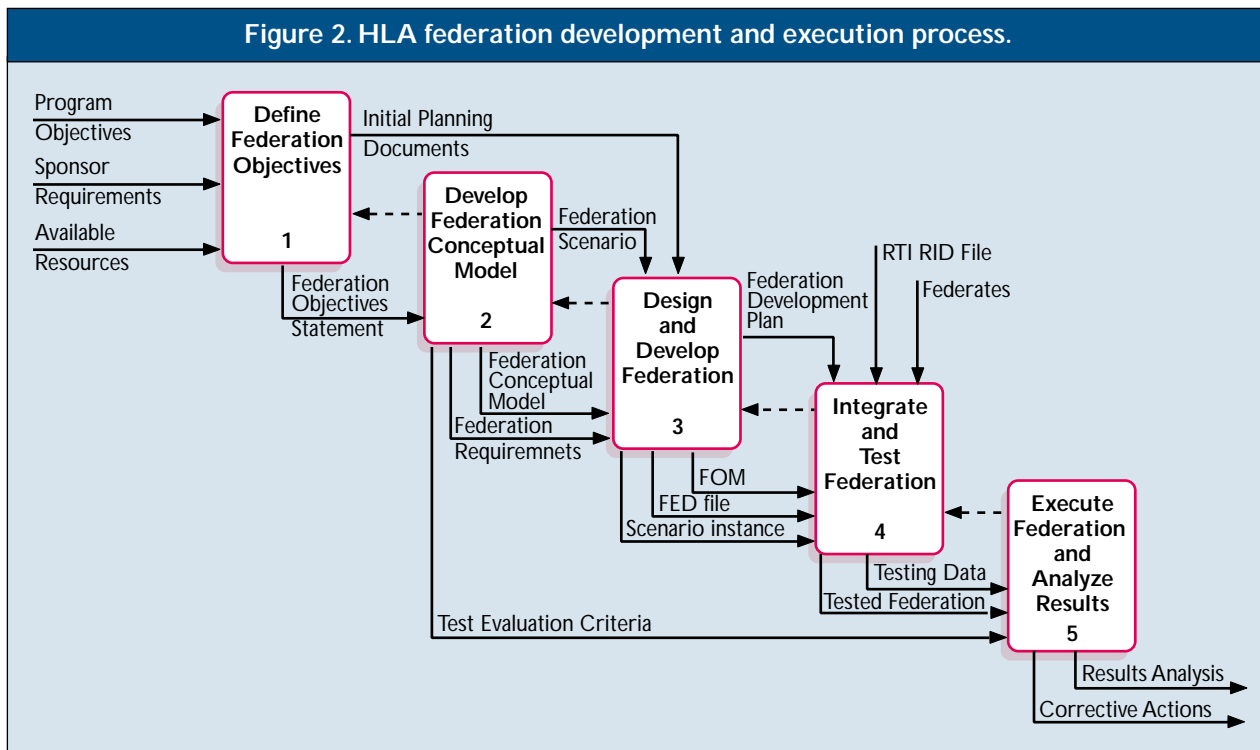 Figure 2. HLA federation development and execution process.
Program
Objectives
Sponsor
Requirements
Available
Resources
Define
Federation
Objectives
1
Initial Planning
Documents
Federation
Objectives
Statement
Develop
Federation
Conceptual
Model
2
Federation
Scenario
Federation
Conceptual
Model
Federation
Requiremnets
Design
and
Develop
Federation
3
Federation
Development
Plan
RTI RID File
Federates
FOM
FED file
Scenario instance
Integrate
and
Test
Federation
4
Testing Data
Tested Federation
Test Evaluation Criteria
Execute
Federation
and
Analyze
Results
5
Results Analysis
Corrective Actions